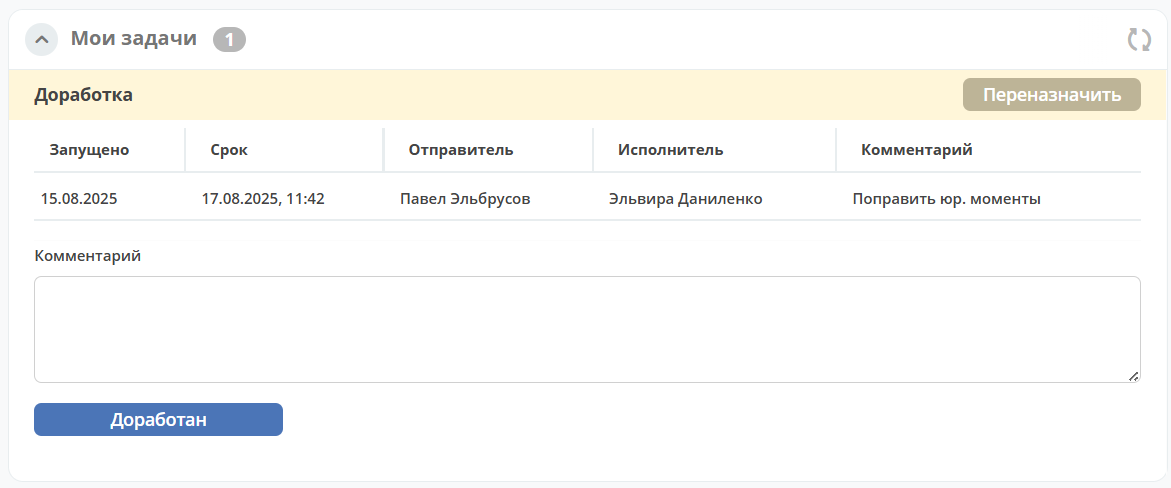 Мои задачи 1
Доработка Переназначить
Запущено Срок Отправитель Исполнитель Комментарий
15.08.2025 17.08.2025, 11:42 Павел Эльбрусов Эльвира Даниленко Поправить юр. моменты
Комментарий
Доработан